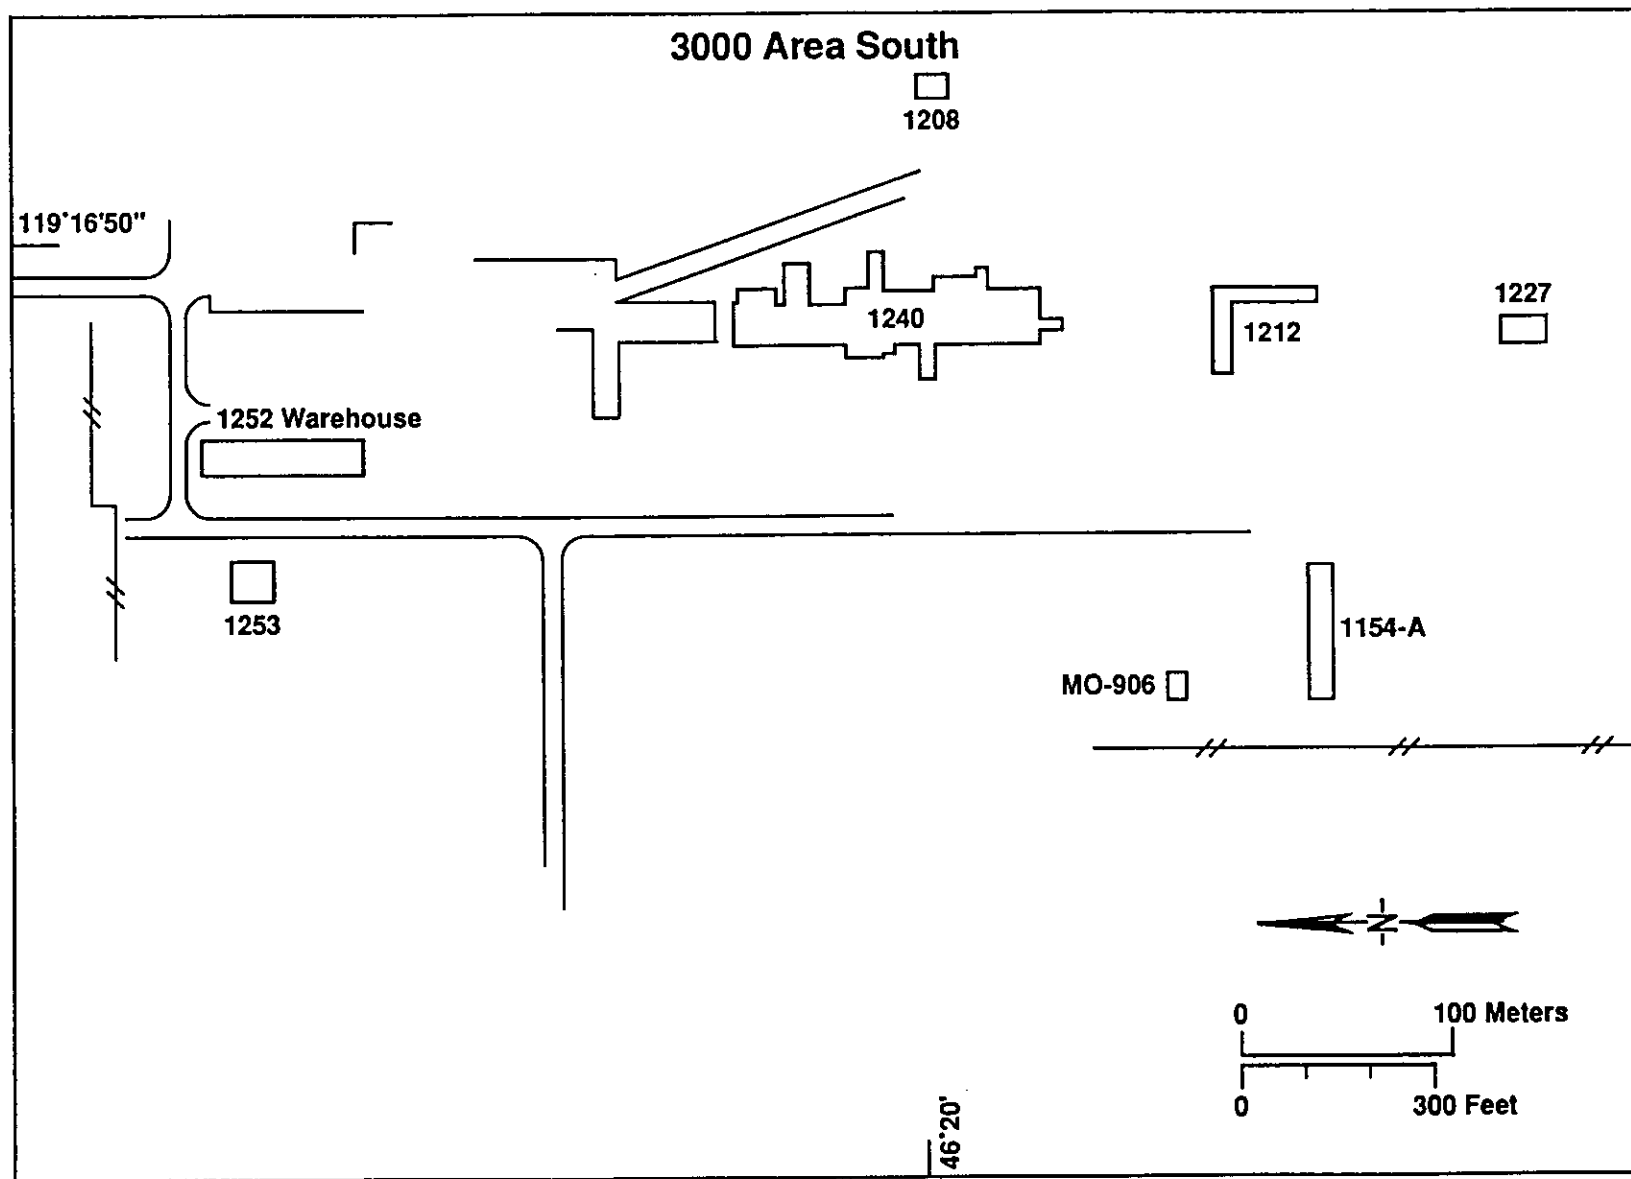 3000 Area South
1208
119°16'50"
1240
1212
1227
1252 Warehouse
1253
1154-A
MO-906
N
0 100 Meters
0 300 Feet
46°20'